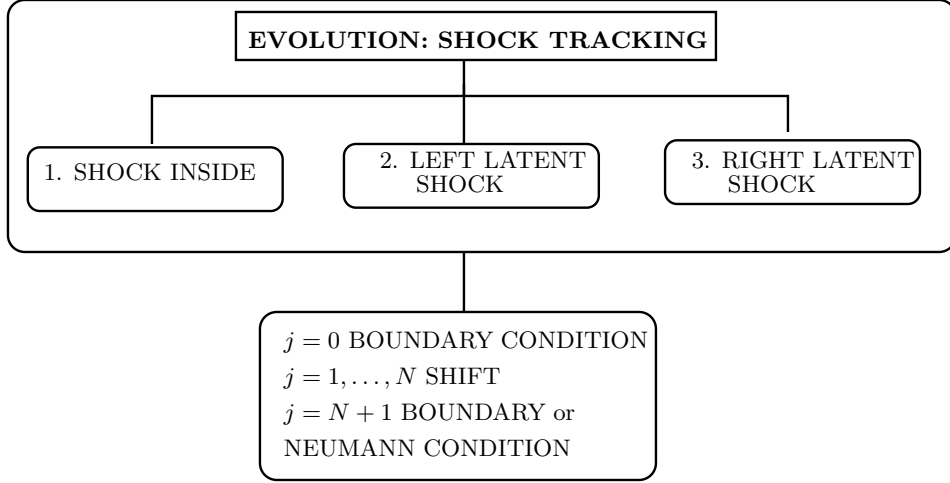 EVOLUTION: SHOCK TRACKING
1. SHOCK INSIDE
2. LEFT LATENT
SHOCK
3. RIGHT LATENT
SHOCK
j = 0 BOUNDARY CONDITION
j = 1, . . . , N SHIFT
j = N + 1 BOUNDARY or
NEUMANN CONDITION